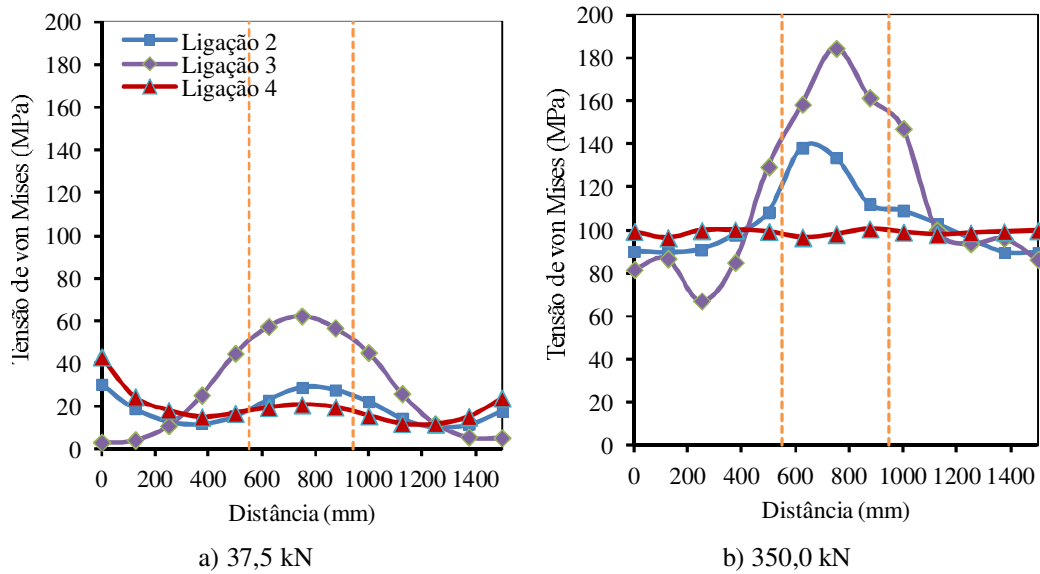 200
180
160
140
120
100
80
60
40
20
0
Tensão de von Mises (MPa)
Ligação 2
Ligação 3
Ligação 4
0 200 400 600 800 1000 1200 1400
Distância (mm)
a) 37,5 kN
200
180
160
140
120
100
80
60
40
20
0
Tensão de von Mises (MPa)
0 200 400 600 800 1000 1200 1400
Distância (mm)
b) 350,0 kN